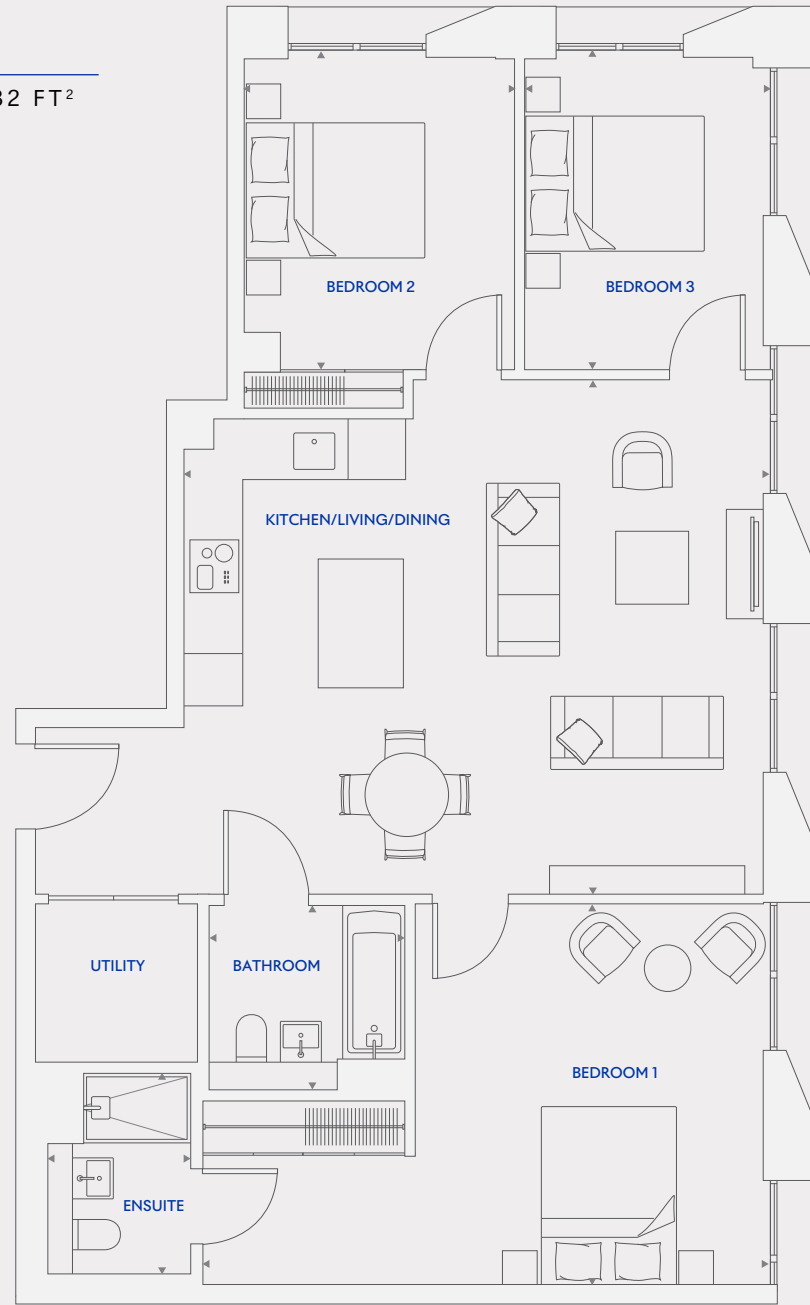 32 FT²
BEDROOM 2
BEDROOM 3
KITCHEN/LIVING/DINING
UTILITY
BATHROOM
BEDROOM 1
ENSUITE